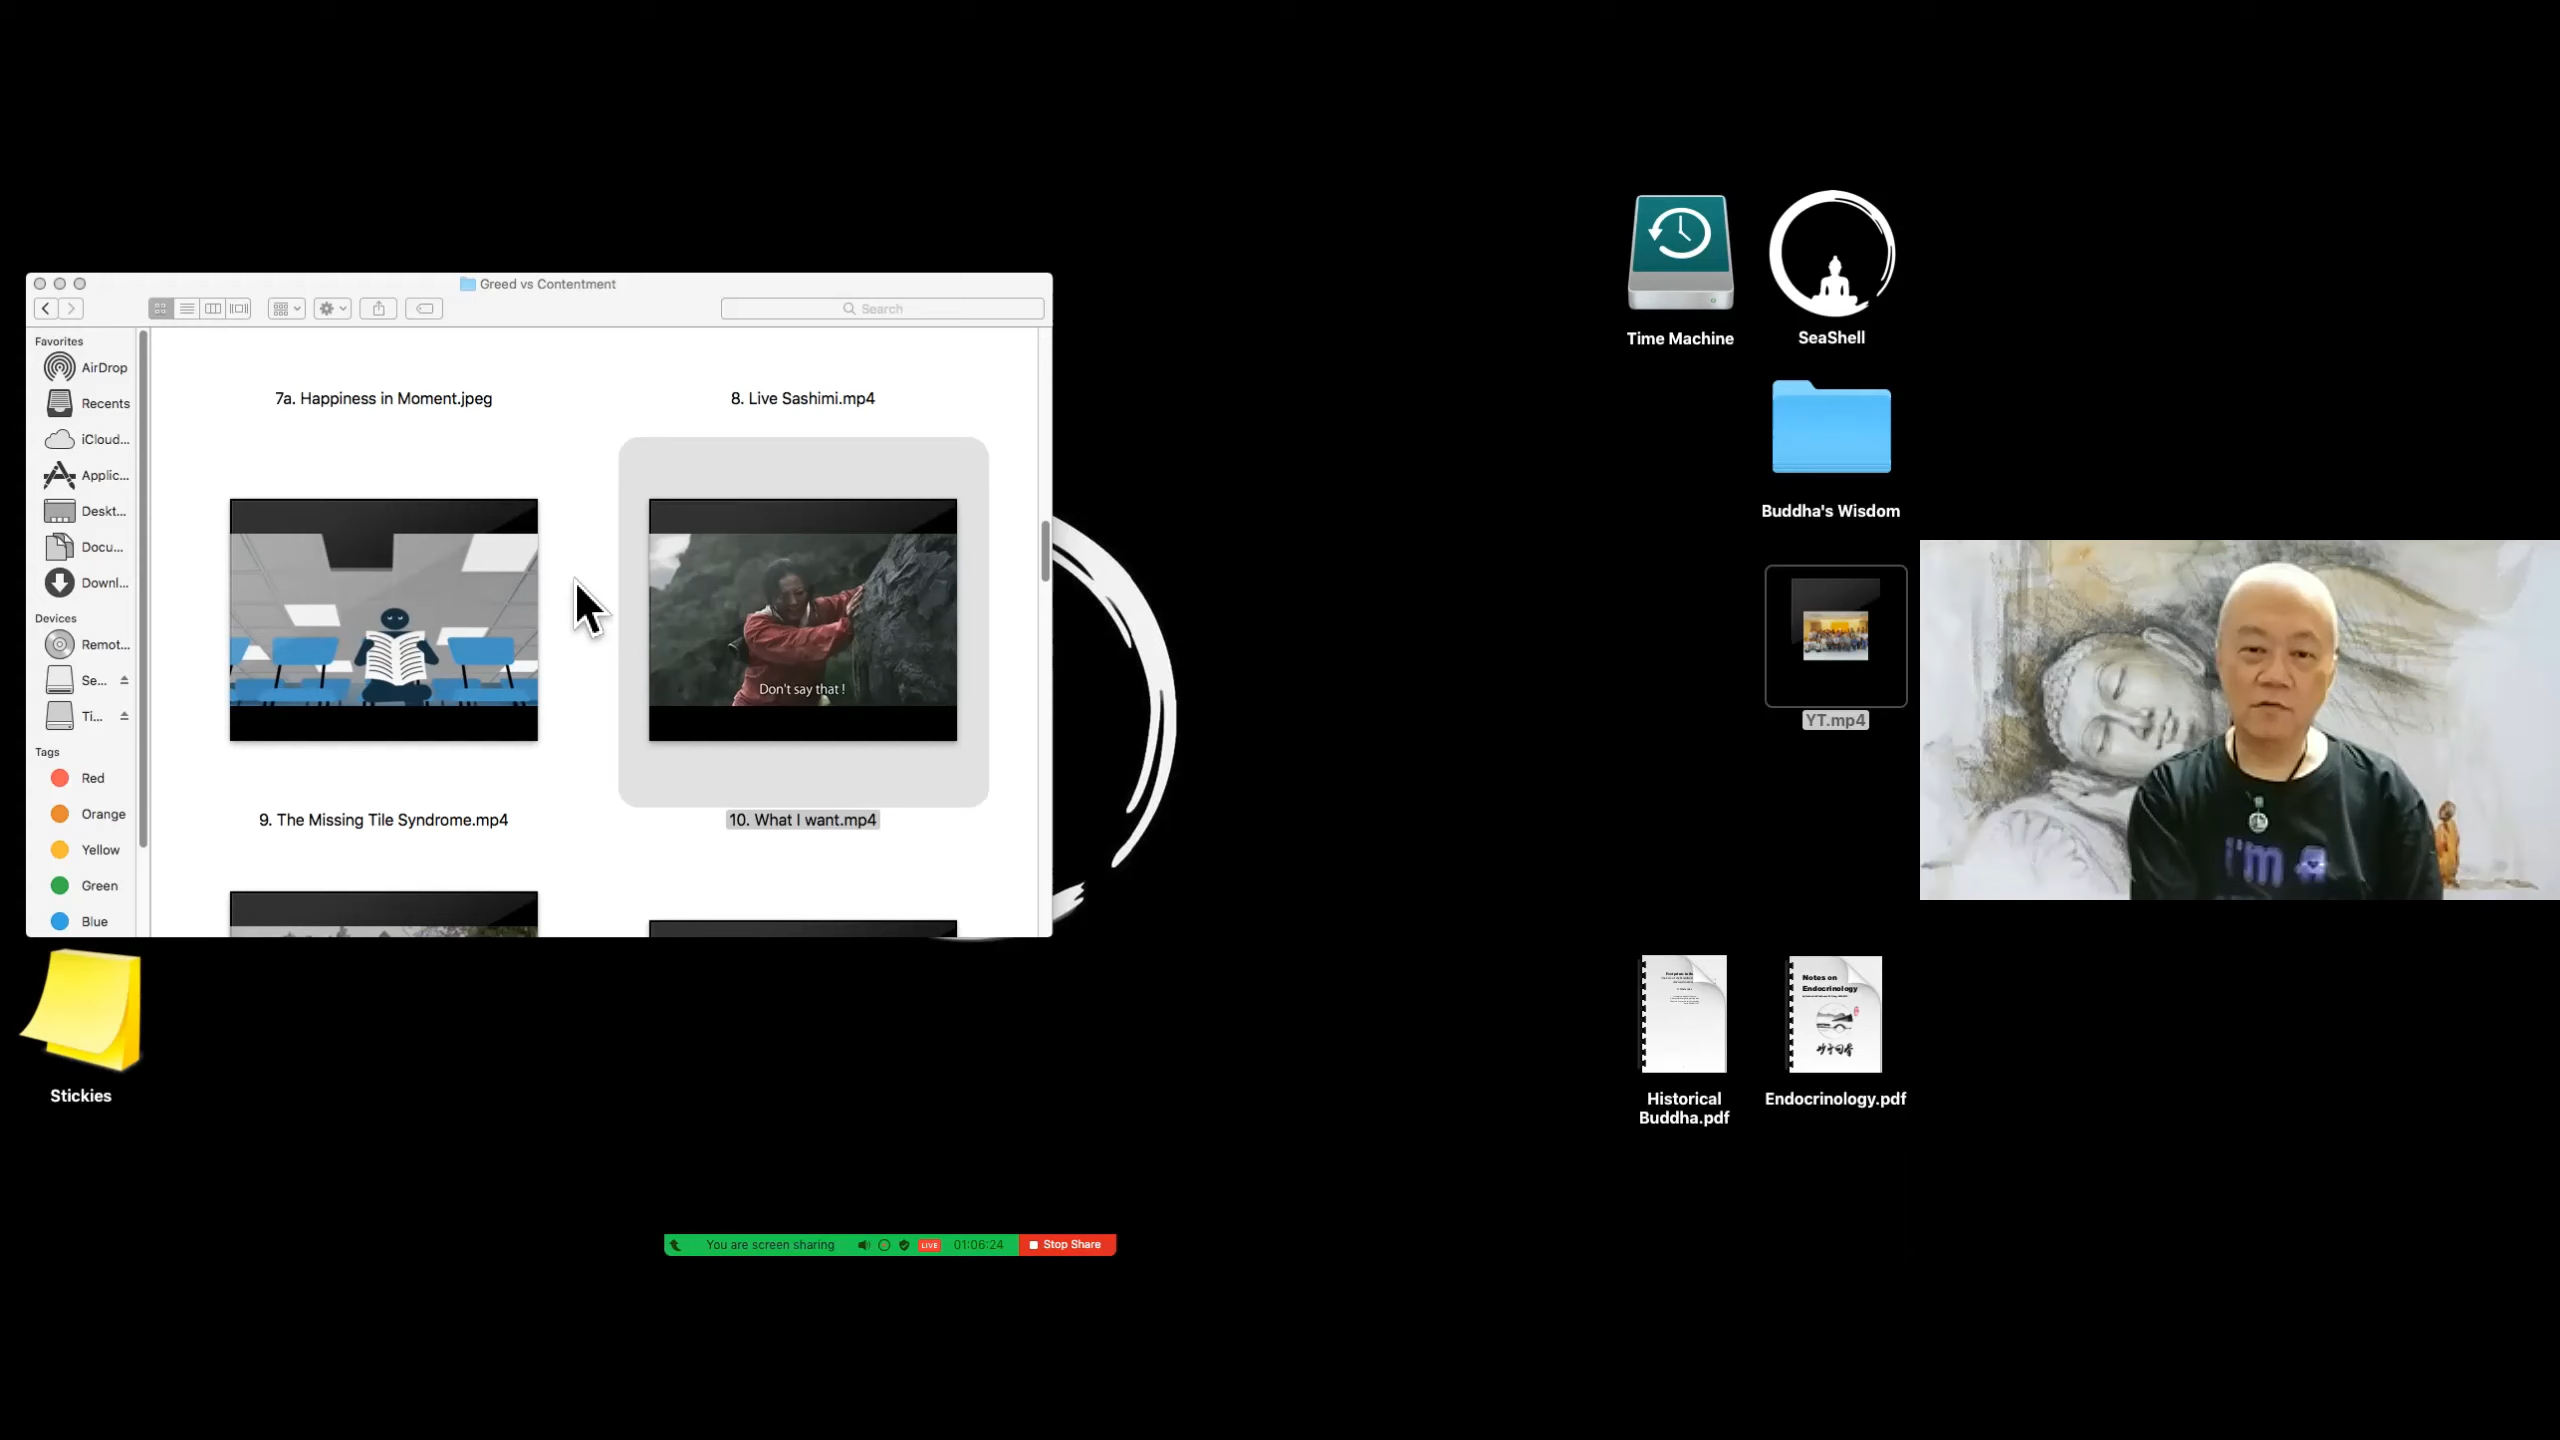 Greed vs Contentment
Search
Favorites
AirDrop
Recents
iCloud...
Applic...
Deskt...
Docu...
Downl...
Devices
Remot...
Se...
Ti...
Tags
Red
Orange
Yellow
Green
Blue
7a. Happiness in Moment.jpeg
8. Live Sashimi.mp4
Don't say that !
9. The Missing Tile Syndrome.mp4
10. What I want.mp4
Stickies
Time Machine
SeaShell
Buddha's Wisdom
YT.mp4
I'm A
Notes on
Endocrinology
Historical
Buddha.pdf
Endocrinology.pdf
You are screen sharing
LIVE
01:06:24
Stop Share